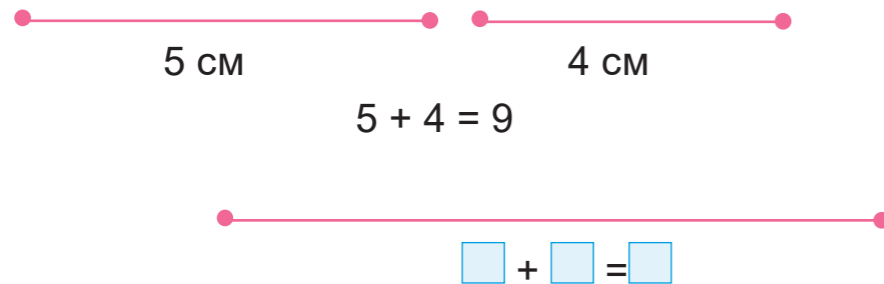 5 см 4 см
5 + 4 = 9
□ + □ = □